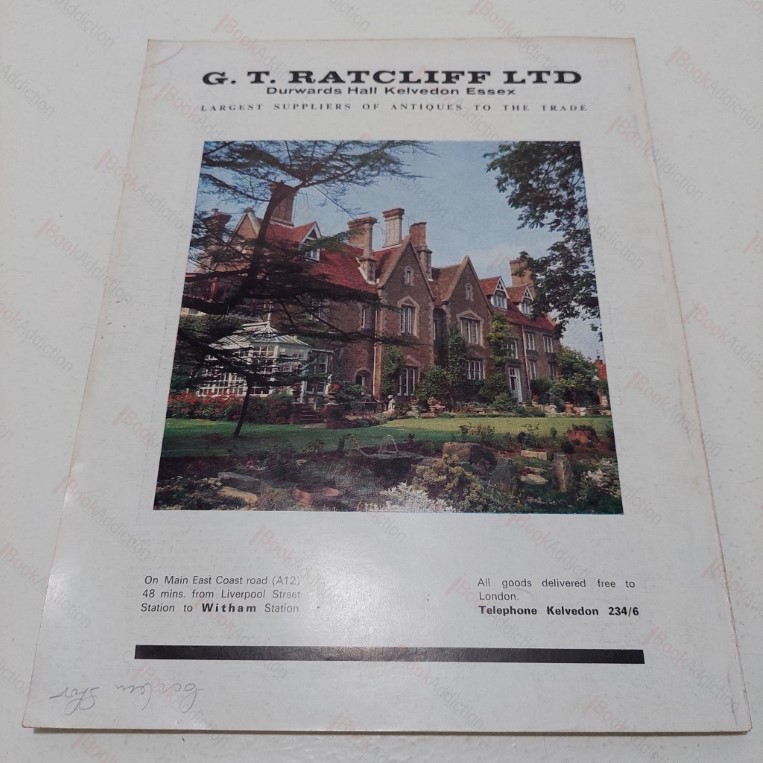 G. T. RATCLIFF LTD
Durwards Hall Kelvedon Essex
LARGEST SUPPLIERS OF ANTIQUES TO THE TRADE
On Main East Coast road (A12)
48 mins. from Liverpool Street
Station to Witham Station
All goods delivered free to
London.
Telephone Kelvedon 234/6
BookAddiction